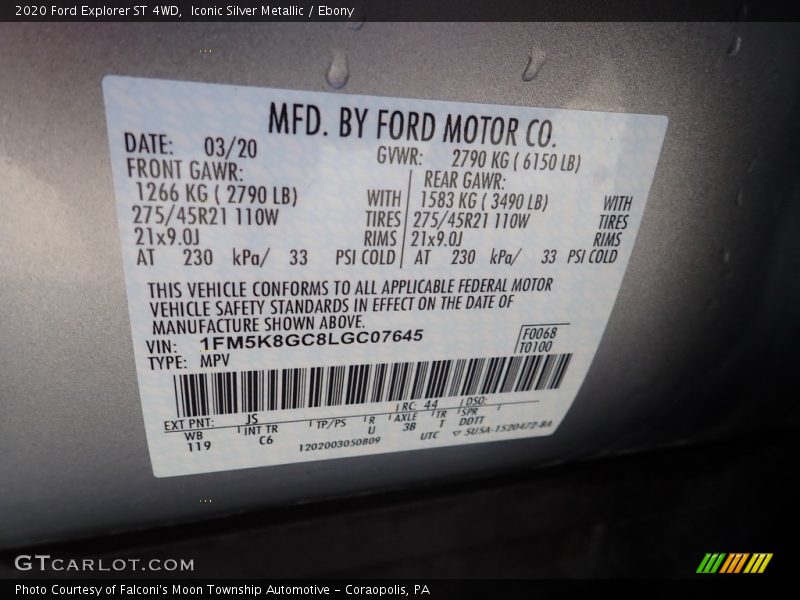 2020 Ford Explorer ST 4WD, Iconic Silver Metallic / Ebony
MFD. BY FORD MOTOR CO.
DATE: 03/20 GVWR: 2790 KG ( 6150 LB)
FRONT GAWR: REAR GAWR:
1266 KG ( 2790 LB) WITH 1583 KG ( 3490 LB) WITH
275/45R21 110W TIRES 275/45R21 110W TIRES
21x9.0J RIMS 21x9.0J RIMS
AT 230 kPa/ 33 PSI COLD AT 230 kPa/ 33 PSI COLD
THIS VEHICLE CONFORMS TO ALL APPLICABLE FEDERAL MOTOR
VEHICLE SAFETY STANDARDS IN EFFECT ON THE DATE OF
MANUFACTURE SHOWN ABOVE.
VIN: 1FM5K8GC8LGC07645 F0068
TYPE: MPV T0100
EXT PNT: JS RC: 44 DSO:
WB INT TR TP/PS R AXLE TR SPR
119 C6 U 3B T DDTT
1202003050809 UTC ▽ 5USA-1520472-BA
GTCARLOT.COM
Photo Courtesy of Falconi's Moon Township Automotive – Coraopolis, PA